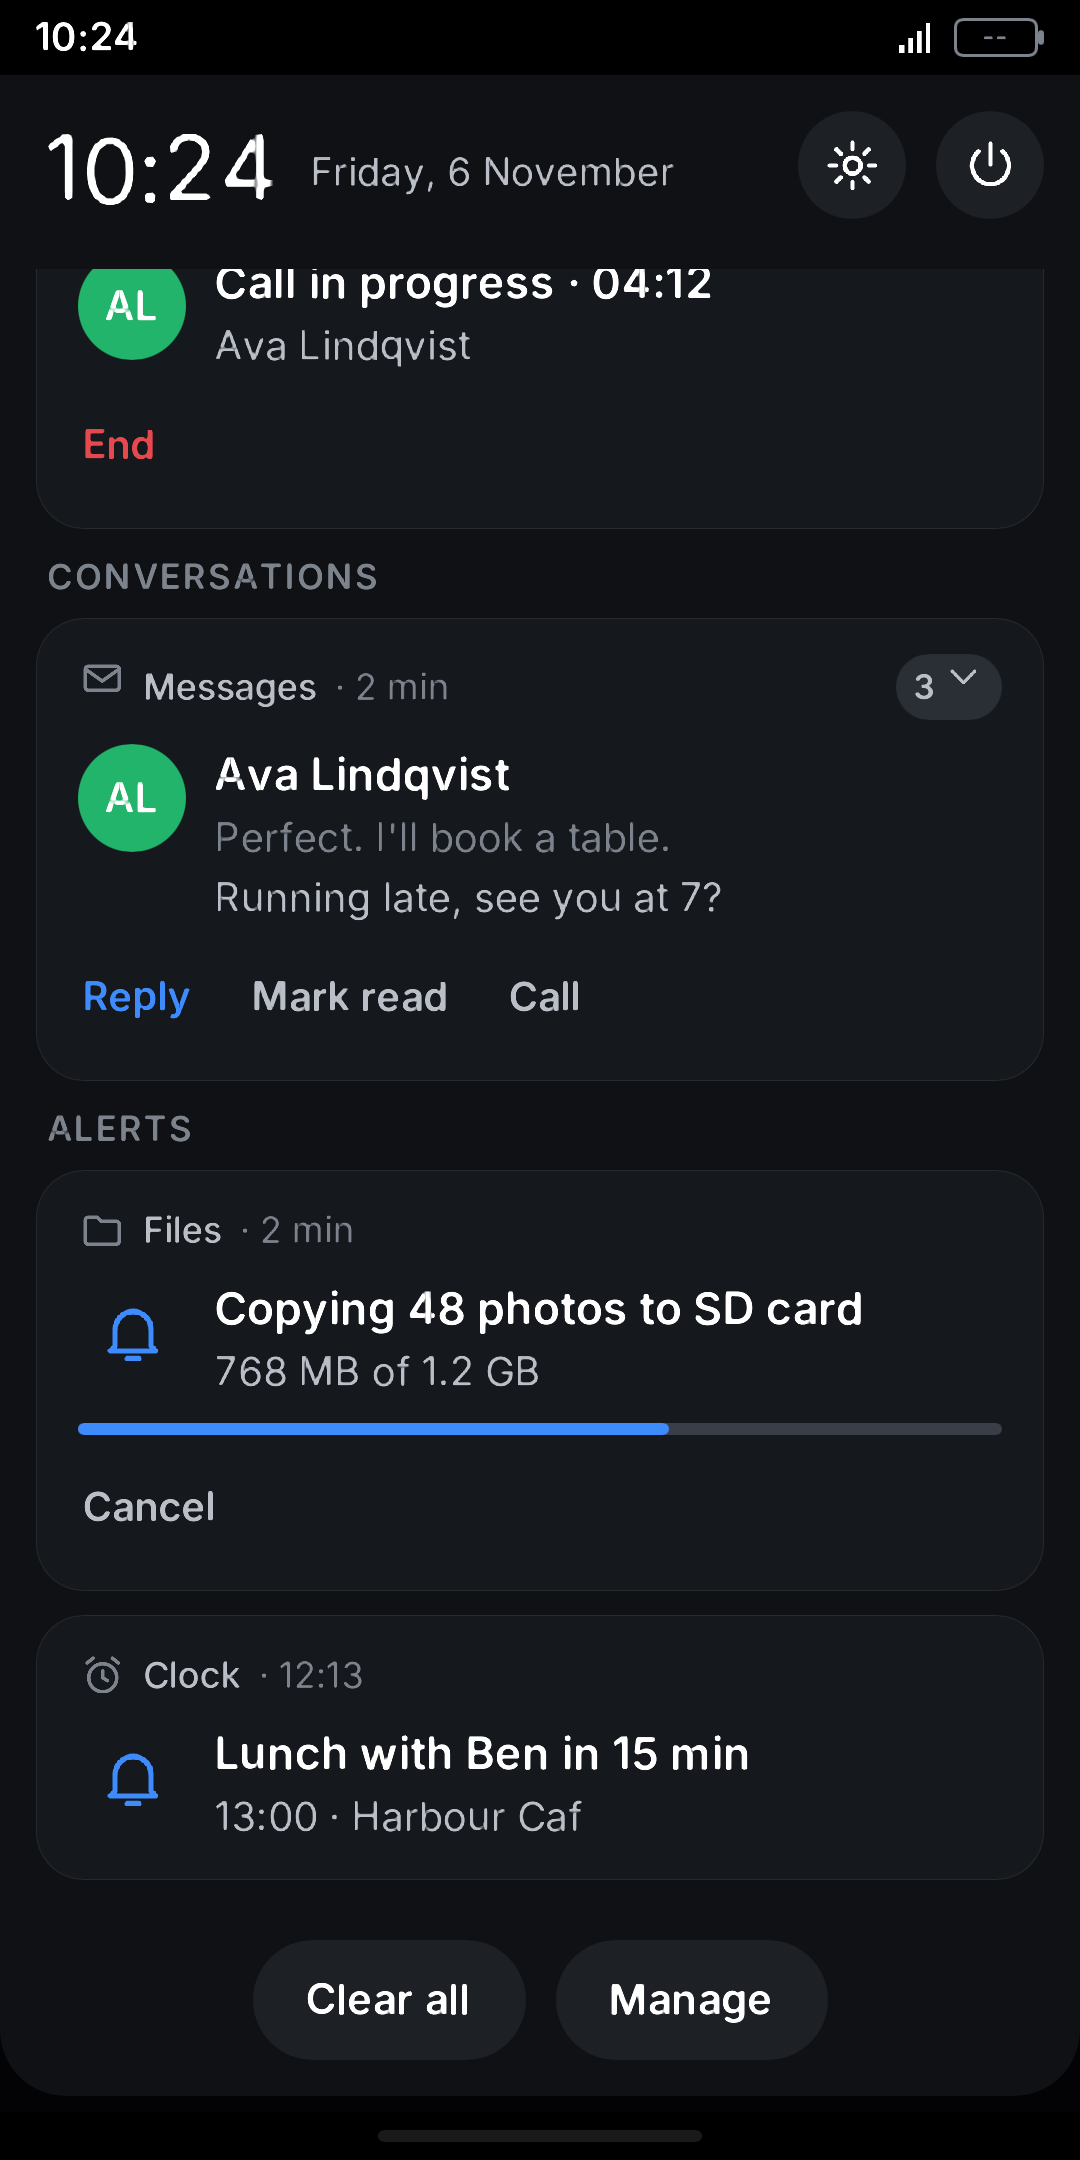 10:24
--
10:24 Friday, 6 November
AL
Call in progress · 04:12
Ava Lindqvist
End
CONVERSATIONS
Messages · 2 min
3
AL
Ava Lindqvist
Perfect. I'll book a table.
Running late, see you at 7?
Reply Mark read Call
ALERTS
Files · 2 min
Copying 48 photos to SD card
768 MB of 1.2 GB
Cancel
Clock · 12:13
Lunch with Ben in 15 min
13:00 · Harbour Caf
Clear all Manage